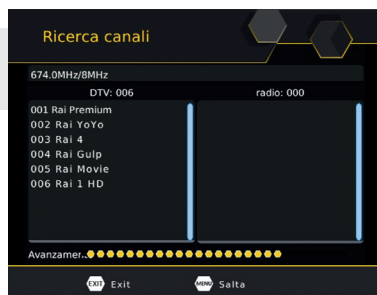 Ricerca canali
674.0MHz/8MHz
DTV: 006 radio: 000
001 Rai Premium
002 Rai YoYo
003 Rai 4
004 Rai Gulp
005 Rai Movie
006 Rai 1 HD
Avanzamer..
EXIT Exit MENU Salta